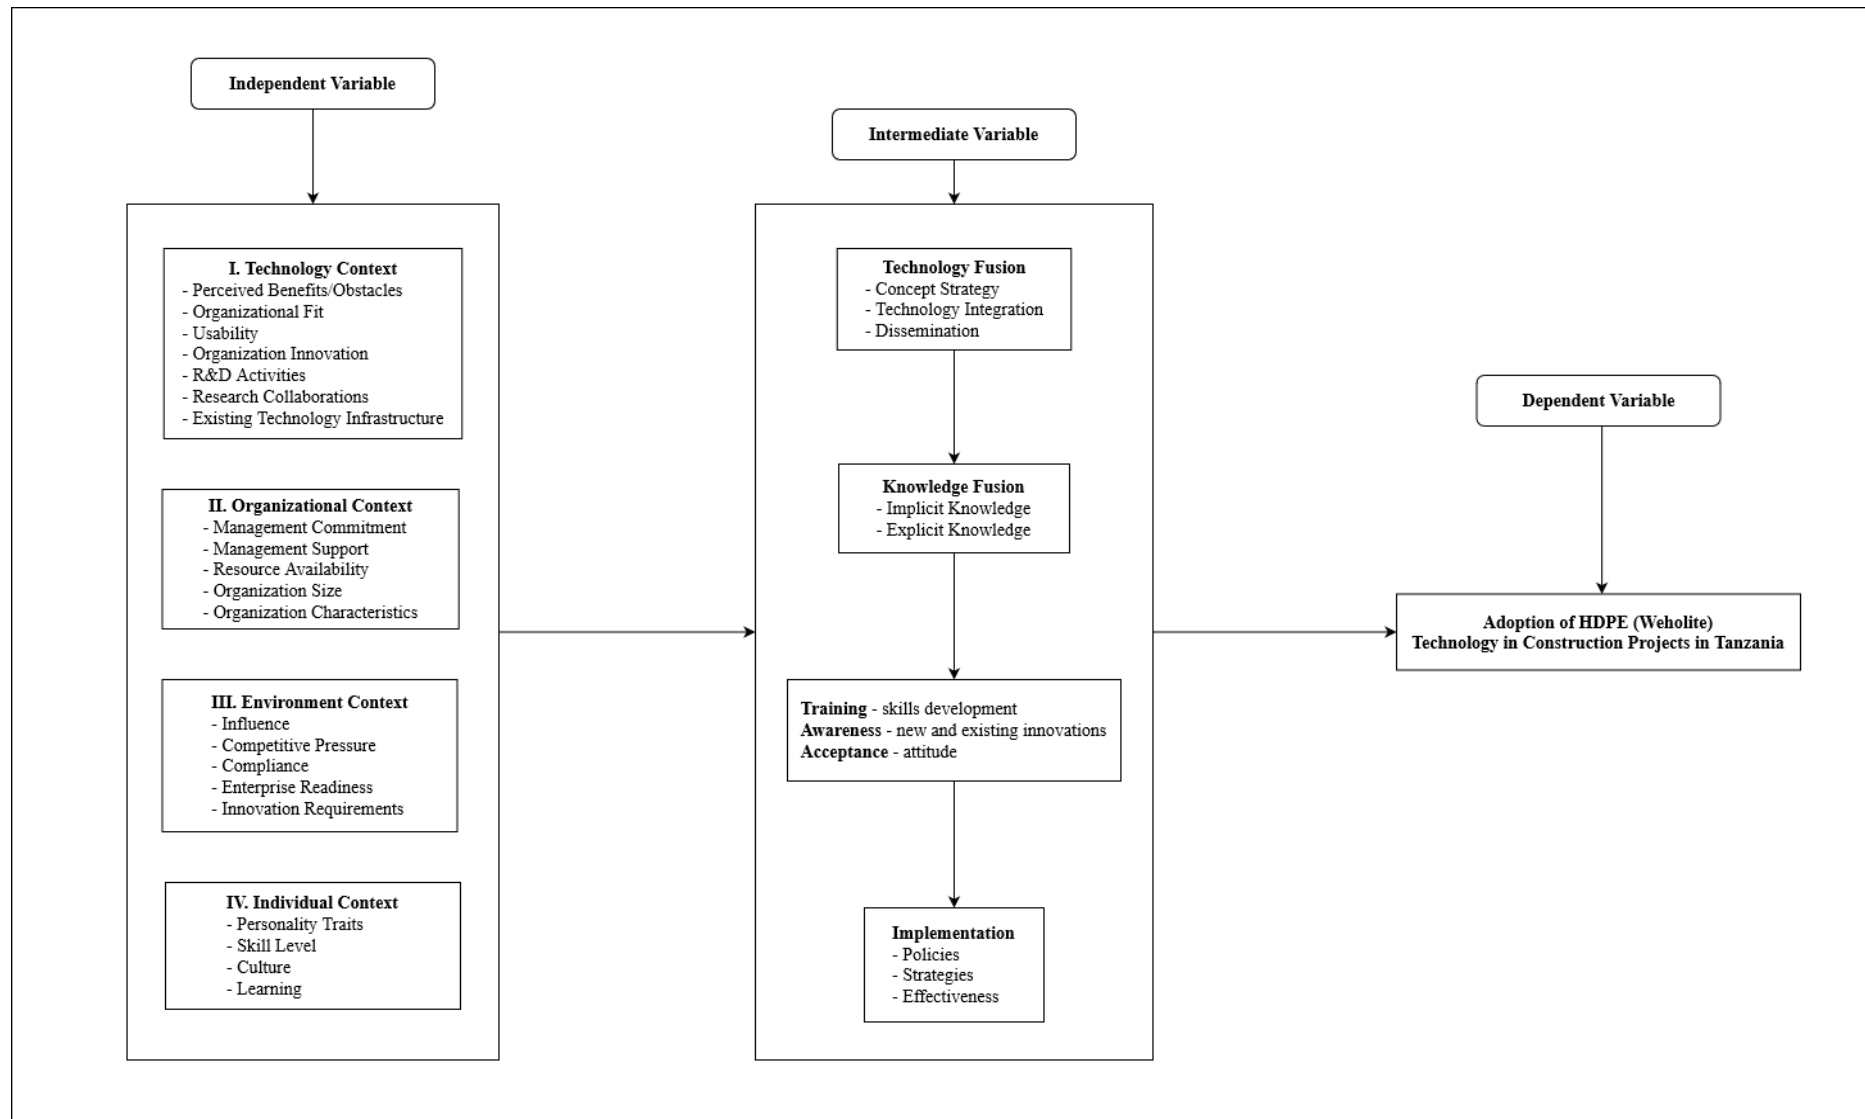 Independent Variable
I. Technology Context
- Perceived Benefits/Obstacles
- Organizational Fit
- Usability
- Organization Innovation
- R&D Activities
- Research Collaborations
- Existing Technology Infrastructure
II. Organizational Context
- Management Commitment
- Management Support
- Resource Availability
- Organization Size
- Organization Characteristics
III. Environment Context
- Influence
- Competitive Pressure
- Compliance
- Enterprise Readiness
- Innovation Requirements
IV. Individual Context
- Personality Traits
- Skill Level
- Culture
- Learning
Intermediate Variable
Technology Fusion
- Concept Strategy
- Technology Integration
- Dissemination
Knowledge Fusion
- Implicit Knowledge
- Explicit Knowledge
Training - skills development
Awareness - new and existing innovations
Acceptance - attitude
Implementation
- Policies
- Strategies
- Effectiveness
Dependent Variable
Adoption of HDPE (Weholite)
Technology in Construction Projects in Tanzania